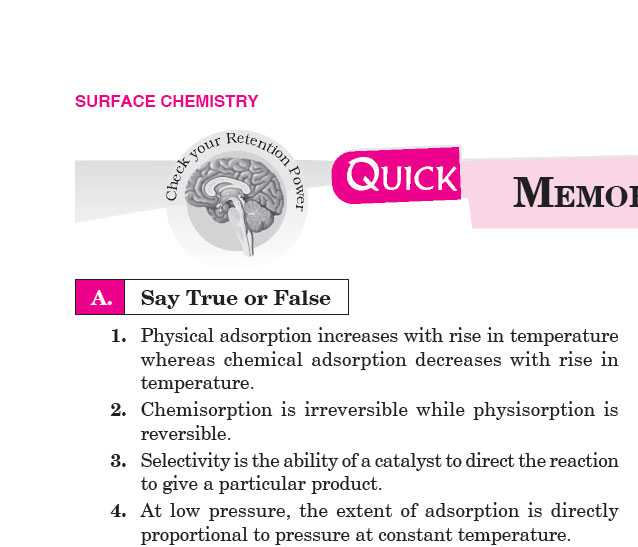 SURFACE CHEMISTRY
Check your Retention Power
QUICK
MEMO
A. Say True or False
1. Physical adsorption increases with rise in temperature
whereas chemical adsorption decreases with rise in
temperature.
2. Chemisorption is irreversible while physisorption is
reversible.
3. Selectivity is the ability of a catalyst to direct the reaction
to give a particular product.
4. At low pressure, the extent of adsorption is directly
proportional to pressure at constant temperature.